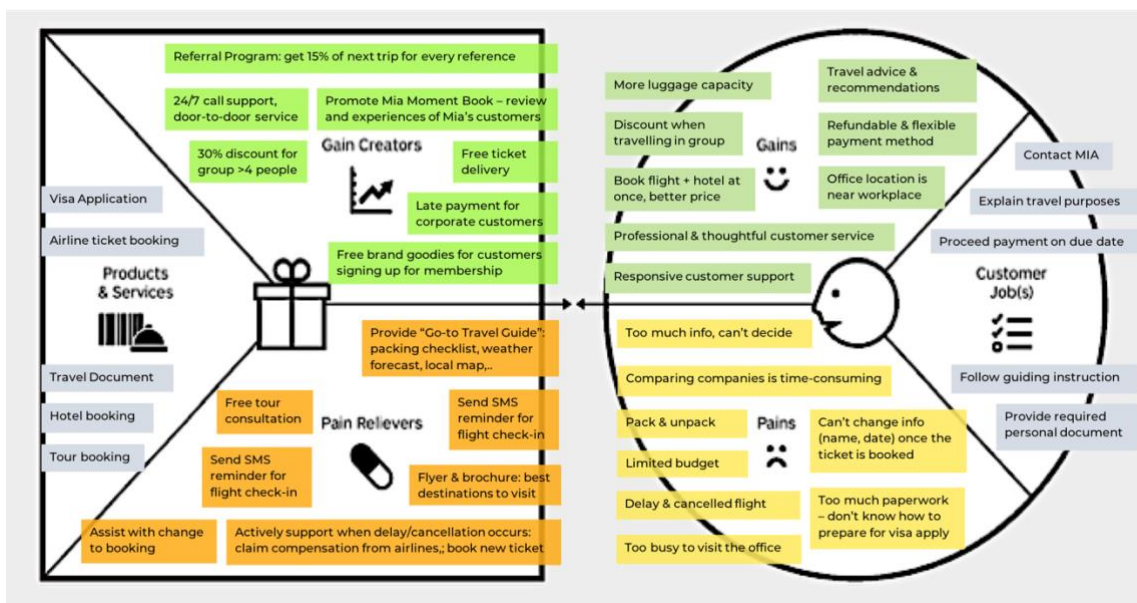 Referral Program: get 15% of next trip for every reference
24/7 call support,
door-to-door service
Promote Mia Moment Book – review
and experiences of Mia's customers
Gain Creators
30% discount for
group >4 people
Free ticket
delivery
Late payment for
corporate customers
Free brand goodies for customers
signing up for membership
Visa Application
Airline ticket booking
Products
& Services
Travel Document
Hotel booking
Tour booking
Provide "Go-to Travel Guide":
packing checklist, weather
forecast, local map,..
Free tour
consultation
Pain Relievers
Send SMS
reminder for
flight check-in
Send SMS
reminder for
flight check-in
Flyer & brochure: best
destinations to visit
Assist with change
to booking
Actively support when delay/cancellation occurs:
claim compensation from airlines,; book new ticket
More luggage capacity
Travel advice &
recommendations
Discount when
travelling in group
Gains
Refundable & flexible
payment method
Book flight + hotel at
once, better price
Office location is
near workplace
Professional & thoughtful customer service
Responsive customer support
Contact MIA
Explain travel purposes
Proceed payment on due date
Customer
Job(s)
Follow guiding instruction
Provide required
personal document
Too much info, can't decide
Comparing companies is time-consuming
Pack & unpack
Pains
Can't change info
(name, date) once the
ticket is booked
Limited budget
Delay & cancelled flight
Too much paperwork
– don't know how to
prepare for visa apply
Too busy to visit the office